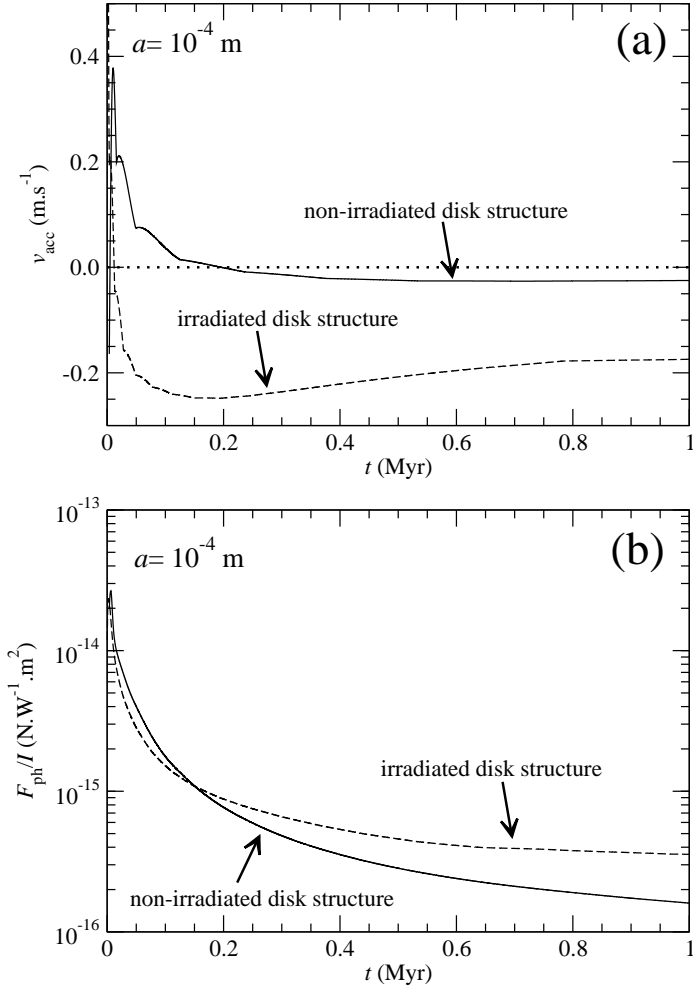 a= 10⁻⁴ m
(a)
0.4
0.2
0.0
-0.2
v_acc (m.s⁻¹)
non-irradiated disk structure
irradiated disk structure
0 0.2 0.4 0.6 0.8 1
t (Myr)
a= 10⁻⁴ m
(b)
10⁻¹³
10⁻¹⁴
10⁻¹⁵
10⁻¹⁶
F_ph/I (N.W⁻¹.m²)
irradiated disk structure
non-irradiated disk structure
0 0.2 0.4 0.6 0.8 1
t (Myr)